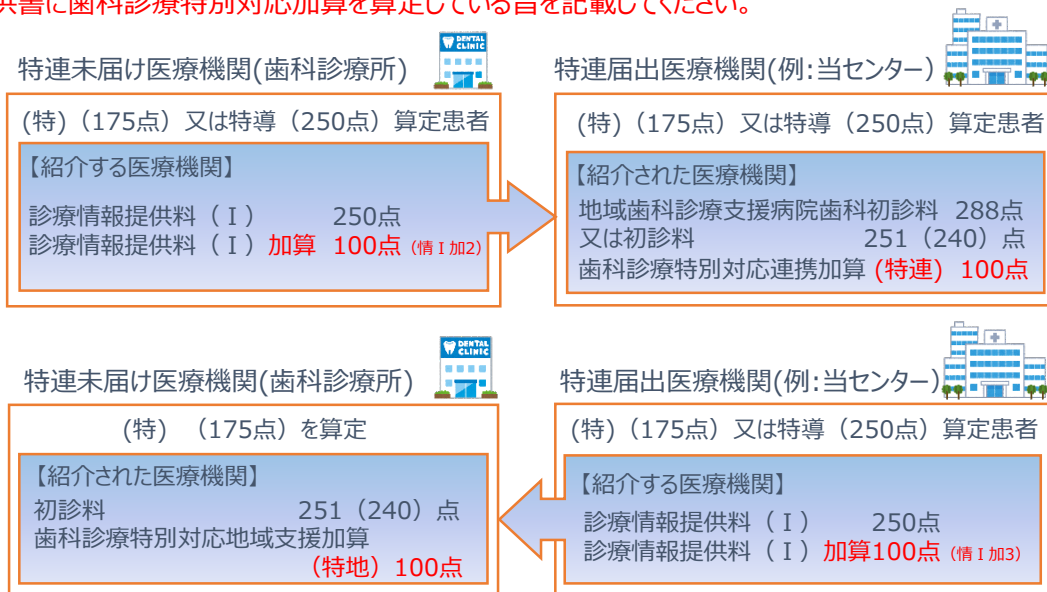 供書に歯科診療特別対応加算を算定している旨を記載してください。
特連未届け医療機関(歯科診療所)
DENTAL CLINIC
(特)（175点）又は特導（250点）算定患者
【紹介する医療機関】
診療情報提供料（Ⅰ） 250点
診療情報提供料（Ⅰ）加算 100点（情Ⅰ加2）
特連届出医療機関(例:当センター)
(特)（175点）又は特導（250点）算定患者
【紹介された医療機関】
地域歯科診療支援病院歯科初診料 288点
又は初診料 251（240）点
歯科診療特別対応連携加算 (特連) 100点
特連未届け医療機関(歯科診療所)
DENTAL CLINIC
(特) （175点）を算定
【紹介された医療機関】
初診料 251（240）点
歯科診療特別対応地域支援加算
（特地）100点
特連届出医療機関(例:当センター)
(特)（175点）又は特導（250点）算定患者
【紹介する医療機関】
診療情報提供料（Ⅰ） 250点
診療情報提供料（Ⅰ）加算100点（情Ⅰ加3）